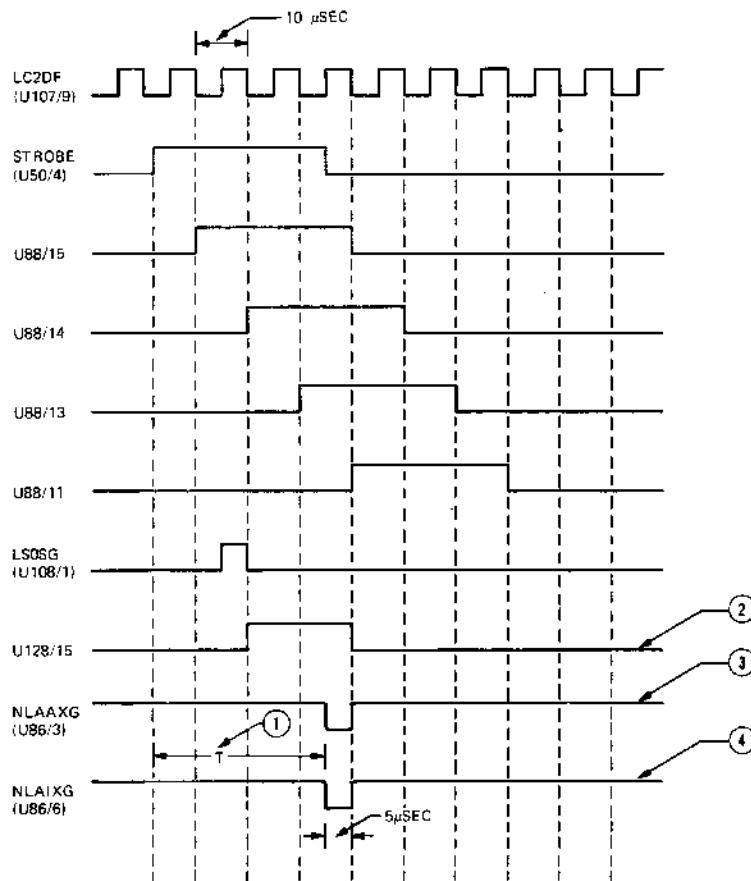 10 μSEC
LC2DF
(U107/9)
STROBE
(U50/4)
U88/15
U88/14
U88/13
U88/11
LS0SG
(U108/1)
2
U128/15
3
NLAAXG
(U86/3)
1
T
4
NLAIXG
(U86/6)
5μSEC